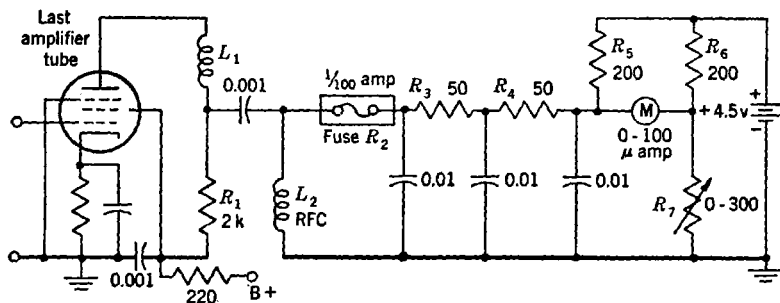 Last
amplifier
tube
L1
0.001
R1
2 k
0.001
220
B+
1/100 amp
Fuse R2
L2
RFC
R3 50
R4 50
0.01
0.01
0.01
R5
200
R6
200
M
0-100
μ amp
+ 4.5v
+
−
R7
0-300